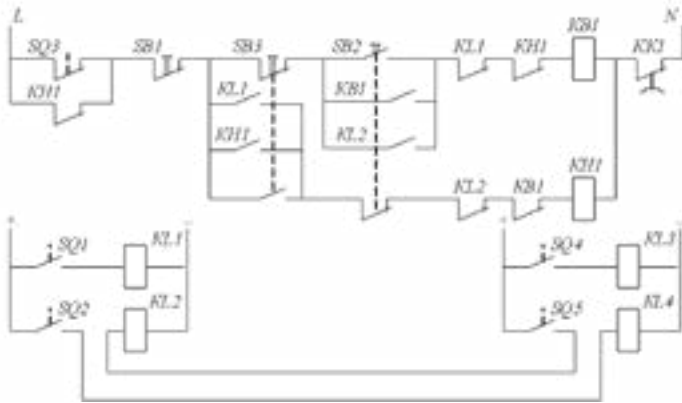 L N
SQ3 SB1 SB3 SB2 KL1 KH1 KB1 KK1
KH1 KL1 KB1
KH1 KL2
KL2 KB1 KH1
+ - + -
SQ1 KL1 SQ4 KL3
SQ2 KL2 SQ5 KL4